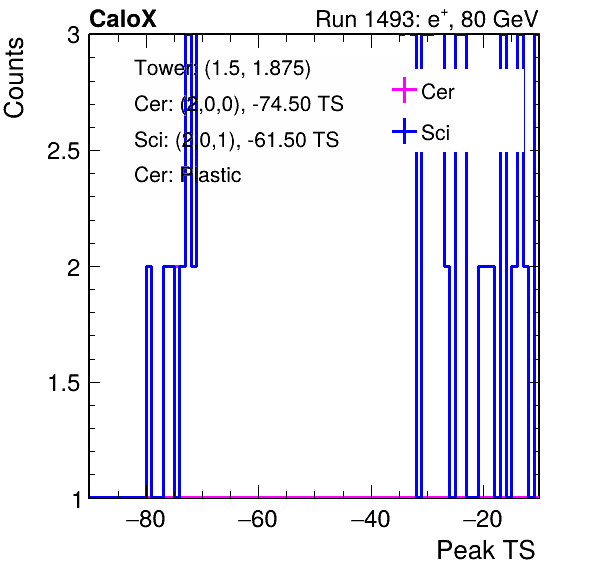 CaloX Run 1493: e+, 80 GeV
Counts
3
2.5
2
1.5
1
Tower: (1.5, 1.875)
Cer: (2,0,0), -74.50 TS
Sci: (2,0,1), -61.50 TS
Cer: Plastic
Cer
Sci
−80 −60 −40 −20
Peak TS